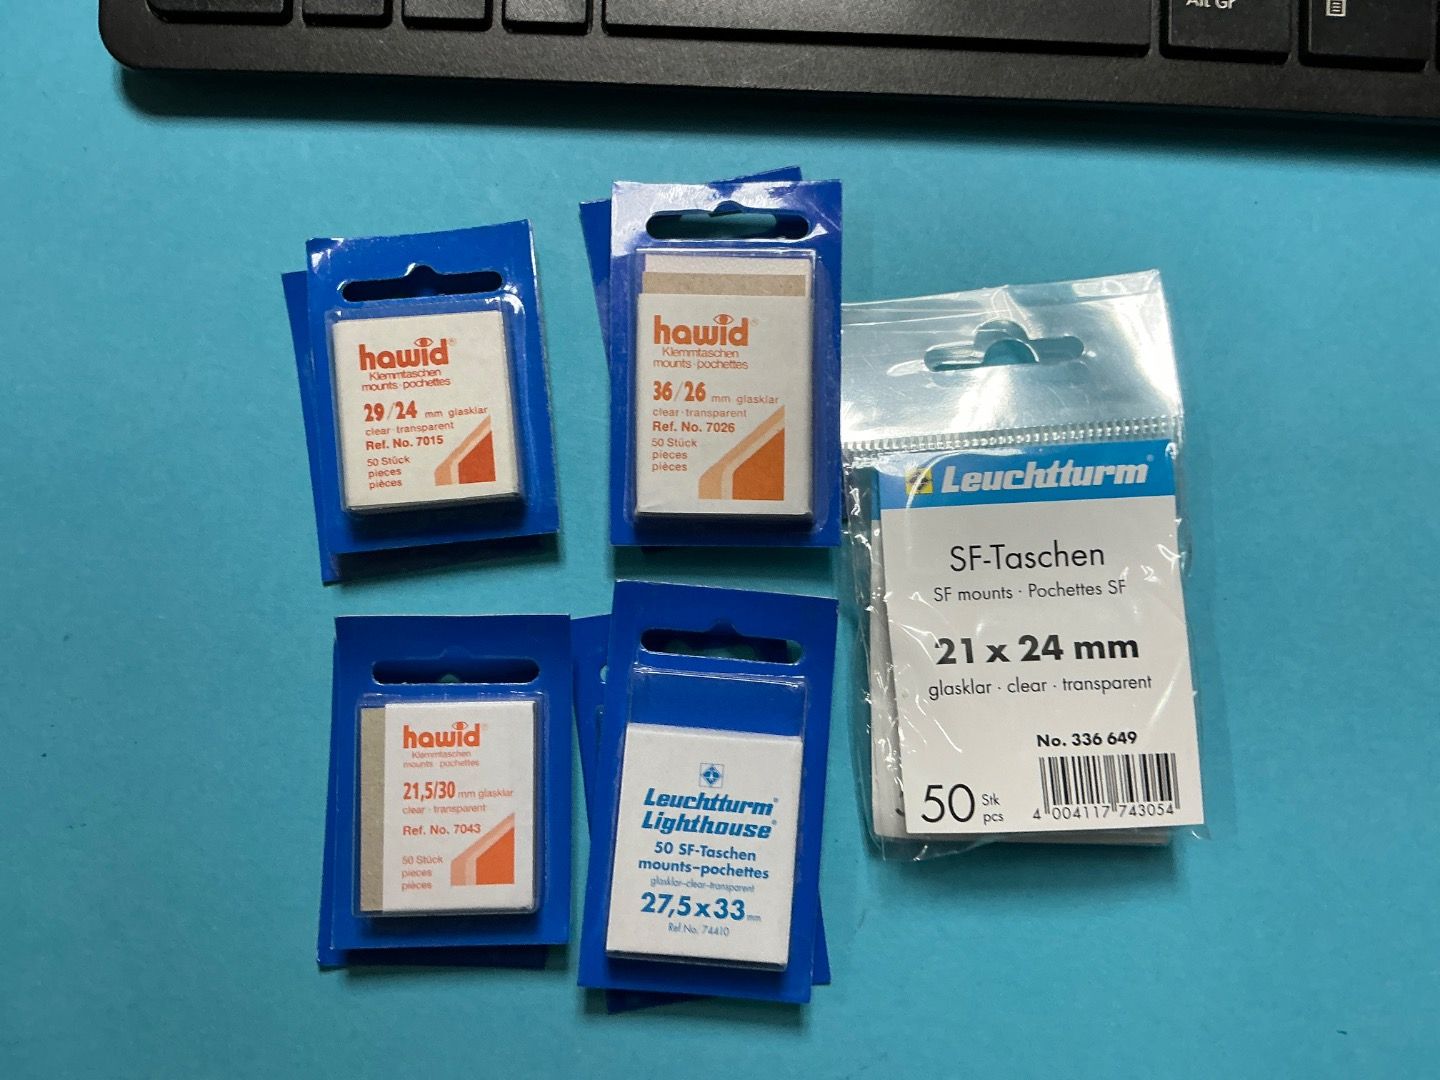 Alt Gr
hawid®
Klemmtaschen
mounts · pochettes
29/24 mm glasklar
clear · transparent
Ref. No. 7015
50 Stück
pieces
pièces
hawid®
Klemmtaschen
mounts · pochettes
36/26 mm glasklar
clear · transparent
Ref. No. 7026
50 Stück
pieces
pièces
hawid®
Klemmtaschen
mounts · pochettes
21,5/30 mm glasklar
clear · transparent
Ref. No. 7043
50 Stück
pieces
pièces
Leuchtturm®
Lighthouse®
50 SF-Taschen
mounts-pochettes
glasklar-clear-transparent
27,5 x 33 mm
Ref. No. 74410
Leuchtturm®
SF-Taschen
SF mounts · Pochettes SF
21 x 24 mm
glasklar · clear · transparent
No. 336 649
50 Stk
pcs
4 004117 743054